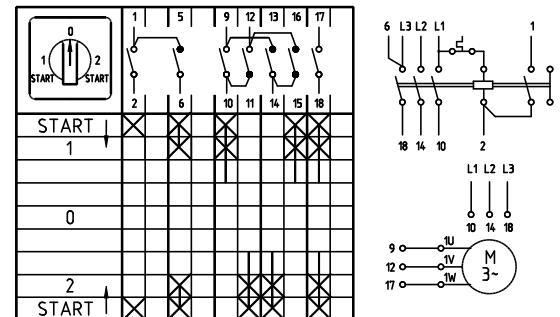 0
1 2
START START
1 5 9 12 13 16 17
2 6 10 11 14 15 18
START
1
0
2
START
6 L3 L2 L1 1
18 14 10 2
L1 L2 L3
10 14 18
9 1U
12 1V
17 1W
M
3~